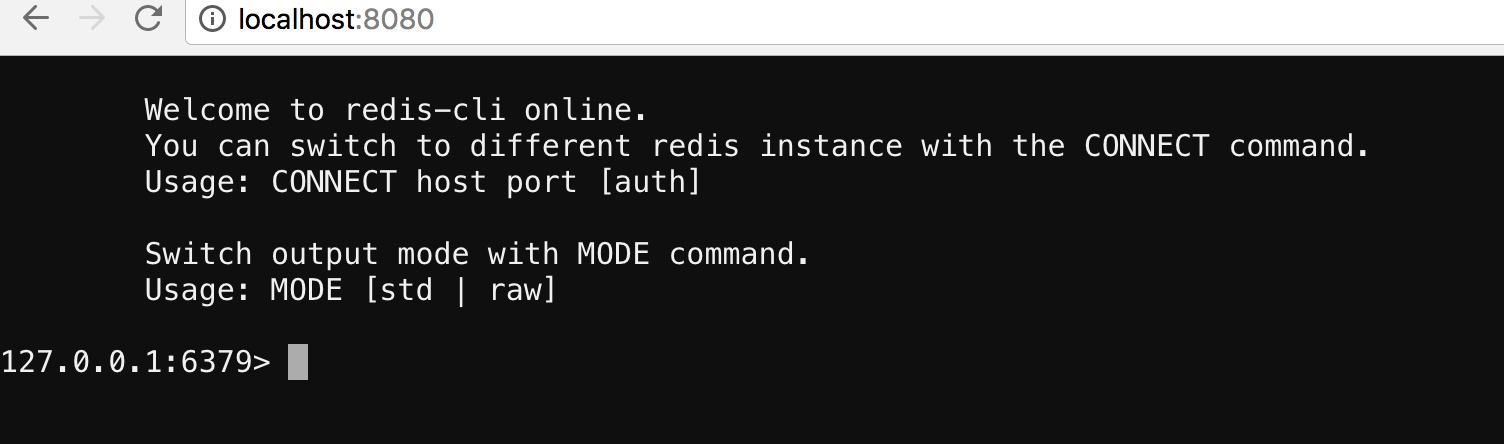 localhost:8080
Welcome to redis-cli online.
You can switch to different redis instance with the CONNECT command.
Usage: CONNECT host port [auth]
Switch output mode with MODE command.
Usage: MODE [std | raw]
127.0.0.1:6379>